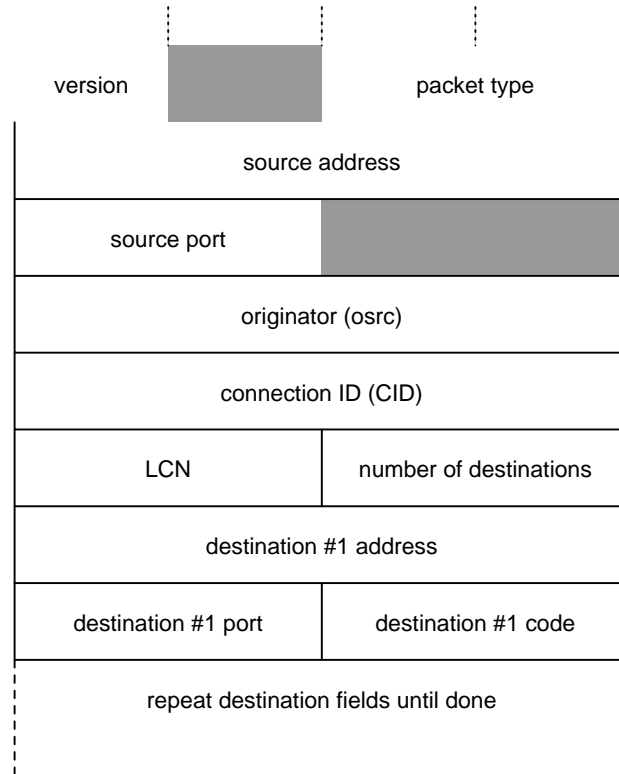 version
packet type
source address
source port
originator (osrc)
connection ID (CID)
LCN
number of destinations
destination #1 address
destination #1 port
destination #1 code
repeat destination fields until done